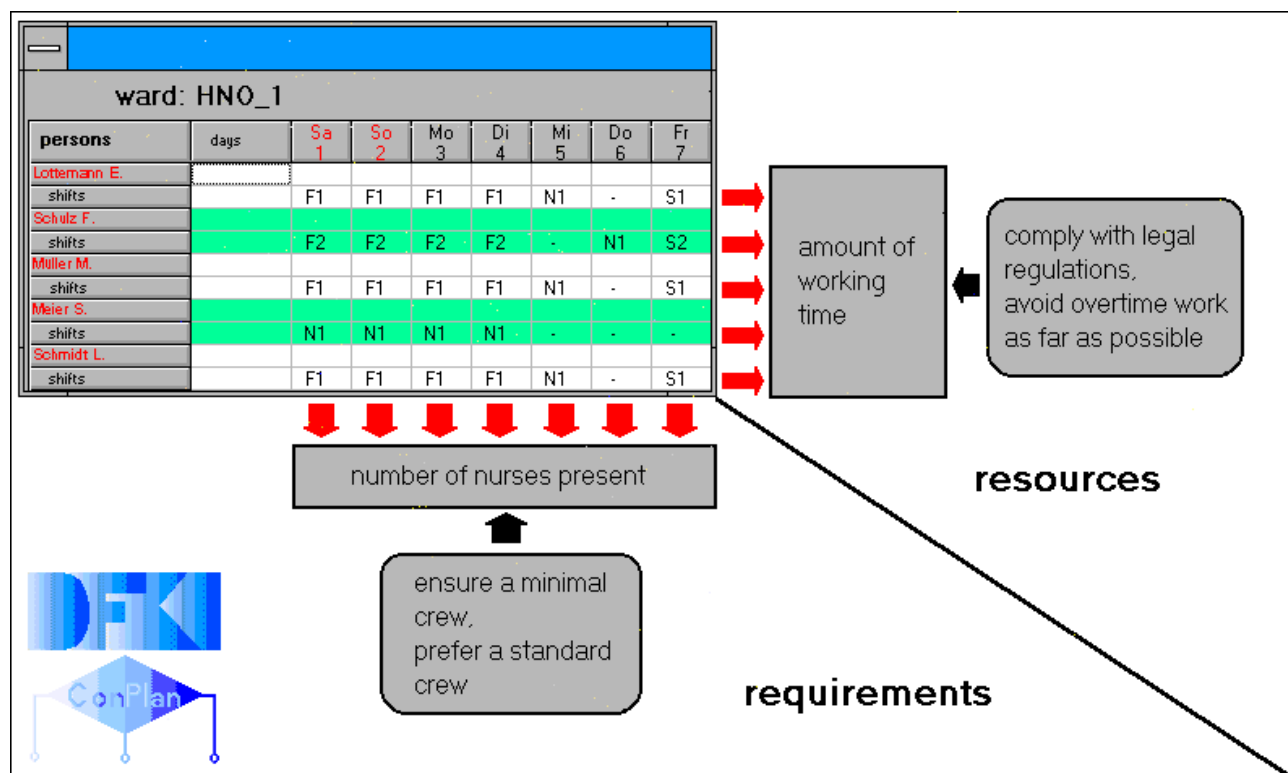 ward: HNO_1
persons days Sa So Mo Di Mi Do Fr
1 2 3 4 5 6 7
Lottemann E.
shifts F1 F1 F1 F1 N1 - S1
Schulz F.
shifts F2 F2 F2 F2 - N1 S2
Müller M.
shifts F1 F1 F1 F1 N1 - S1
Meier S.
shifts N1 N1 N1 N1 - - -
Schmidt L.
shifts F1 F1 F1 F1 N1 - S1
amount of
working
time
comply with legal
regulations,
avoid overtime work
as far as possible
number of nurses present
resources
ensure a minimal
crew,
prefer a standard
crew
requirements
DFKI
ConPlan